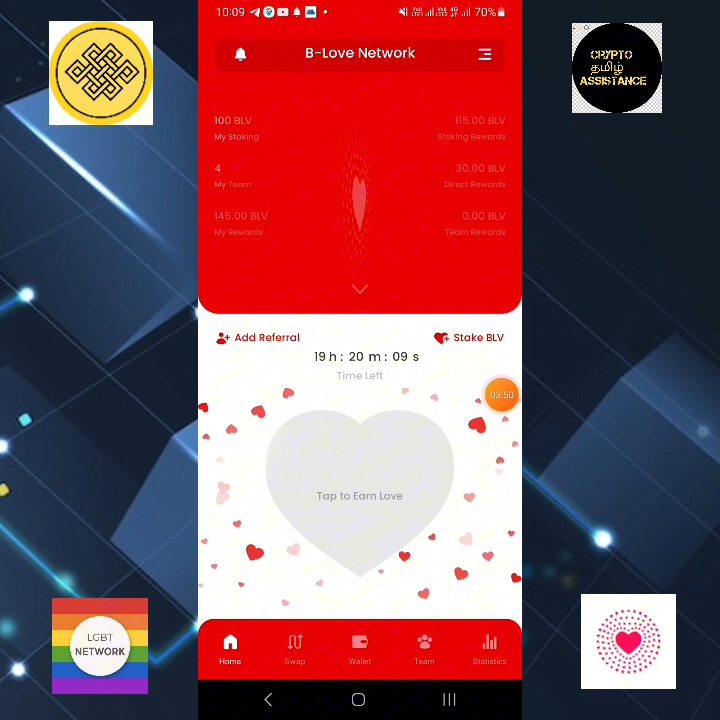 10:09
70%
B-Love Network
100 BLV
My Staking
115.00 BLV
Staking Rewards
4
My Team
30.00 BLV
Direct Rewards
145.00 BLV
My Rewards
0.00 BLV
Team Rewards
Add Referral
Stake BLV
19 h : 20 m : 09 s
Time Left
03:50
Tap to Earn Love
Home
Swap
Wallet
Team
Statistics
CRYPTO
தமிழ்
ASSISTANCE
LGBT
NETWORK